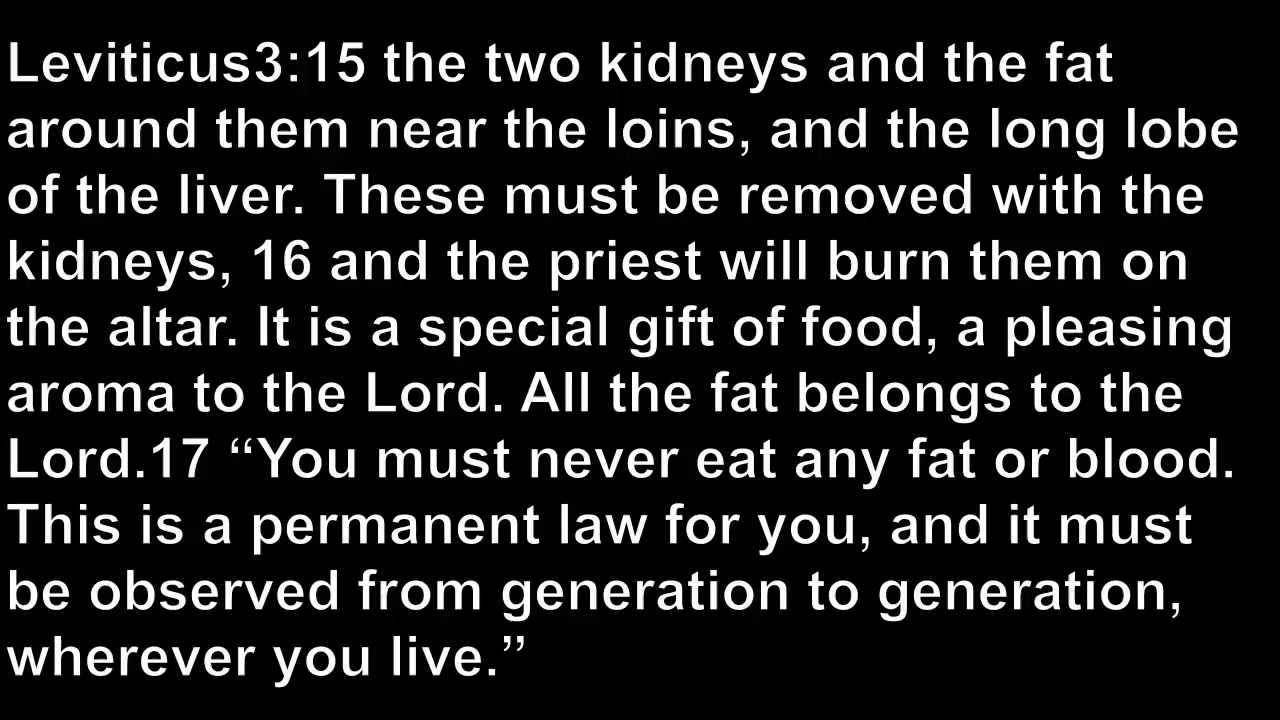 Leviticus3:15 the two kidneys and the fat
around them near the loins, and the long lobe
of the liver. These must be removed with the
kidneys, 16 and the priest will burn them on
the altar. It is a special gift of food, a pleasing
aroma to the Lord. All the fat belongs to the
Lord.17 “You must never eat any fat or blood.
This is a permanent law for you, and it must
be observed from generation to generation,
wherever you live.”